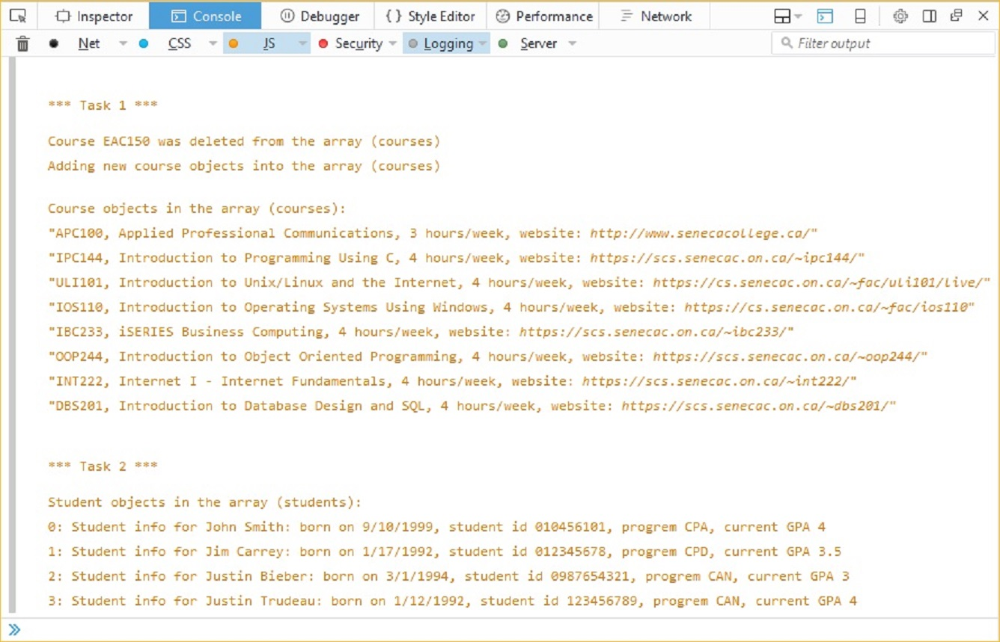 Inspector Console Debugger { } Style Editor Performance Network
Net CSS JS Security Logging Server Filter output
*** Task 1 ***
Course EAC150 was deleted from the array (courses)
Adding new course objects into the array (courses)
Course objects in the array (courses):
"APC100, Applied Professional Communications, 3 hours/week, website: http://www.senecacollege.ca/"
"IPC144, Introduction to Programming Using C, 4 hours/week, website: https://scs.senecac.on.ca/~ipc144/"
"ULI101, Introduction to Unix/Linux and the Internet, 4 hours/week, website: https://cs.senecac.on.ca/~fac/uli101/live/"
"IOS110, Introduction to Operating Systems Using Windows, 4 hours/week, website: https://cs.senecac.on.ca/~fac/ios110"
"IBC233, iSERIES Business Computing, 4 hours/week, website: https://scs.senecac.on.ca/~ibc233/"
"OOP244, Introduction to Object Oriented Programming, 4 hours/week, website: https://scs.senecac.on.ca/~oop244/"
"INT222, Internet I - Internet Fundamentals, 4 hours/week, website: https://scs.senecac.on.ca/~int222/"
"DBS201, Introduction to Database Design and SQL, 4 hours/week, website: https://scs.senecac.on.ca/~dbs201/"
*** Task 2 ***
Student objects in the array (students):
0: Student info for John Smith: born on 9/10/1999, student id 010456101, progrem CPA, current GPA 4
1: Student info for Jim Carrey: born on 1/17/1992, student id 012345678, progrem CPD, current GPA 3.5
2: Student info for Justin Bieber: born on 3/1/1994, student id 0987654321, progrem CAN, current GPA 3
3: Student info for Justin Trudeau: born on 1/12/1992, student id 123456789, progrem CAN, current GPA 4